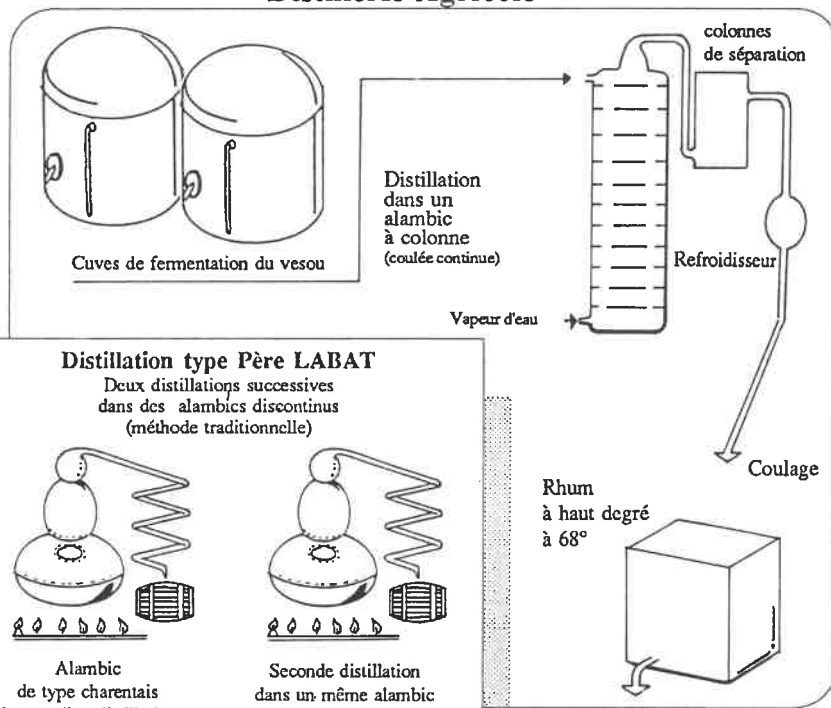 colonnes
de séparation
Distillation
dans un
alambic
à colonne
(coulée continue)
Cuves de fermentation du vesou
Refroidisseur
Vapeur d'eau
Distillation type Père LABAT
Deux distillations successives
dans des alambics discontinus
(méthode traditionnelle)
Coulage
Rhum
à haut degré
à 68°
Alambic
de type charentais
Seconde distillation
dans un même alambic